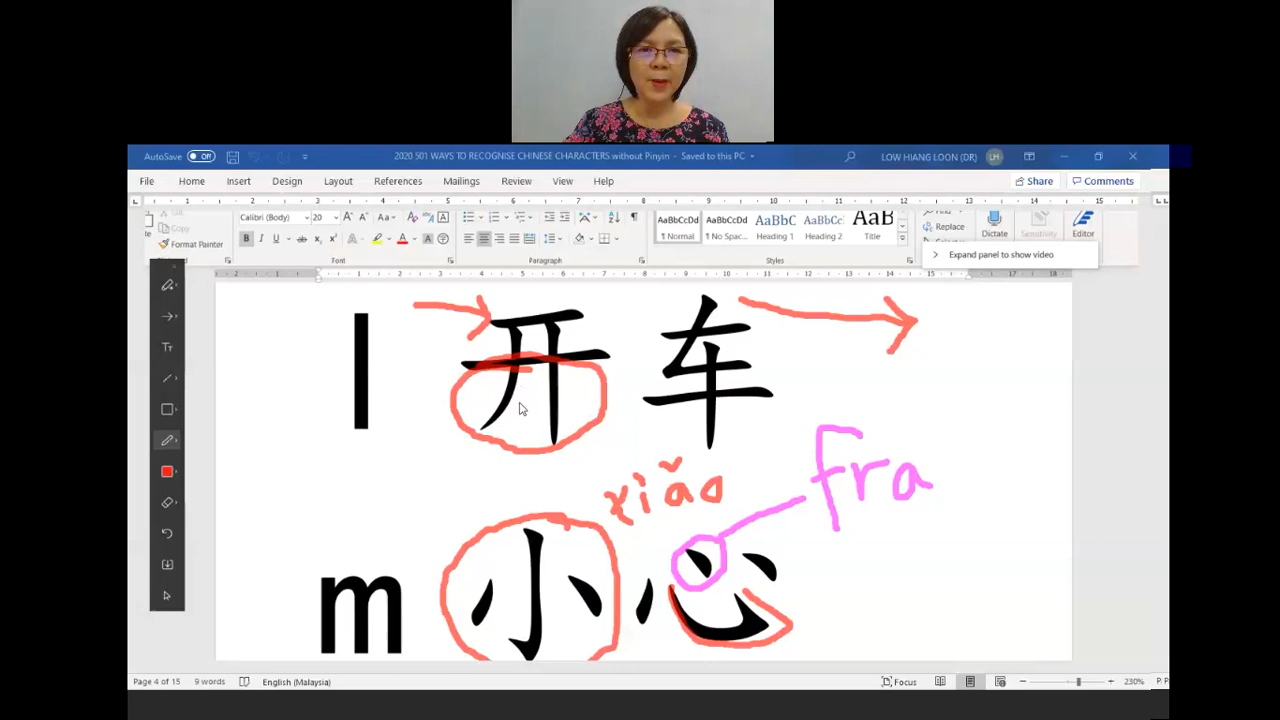 AutoSave Off 2020 501 WAYS TO RECOGNISE CHINESE CHARACTERS without Pinyin - Saved to this PC LOW HIANG LOON (DR) LH
File Home Insert Design Layout References Mailings Review View Help Share Comments
Calibri (Body) 20 AaBbCcDd AaBbCcDd AaBbC AaBbCc AaB Replace Dictate Sensitivity Editor
Copy
Format Painter Normal No Spac... Heading 1 Heading 2 Title
Font Paragraph Styles
Expand panel to show video
l 开车
xiǎo fra
m 小心
Page 4 of 15 9 words English (Malaysia) Focus 230%